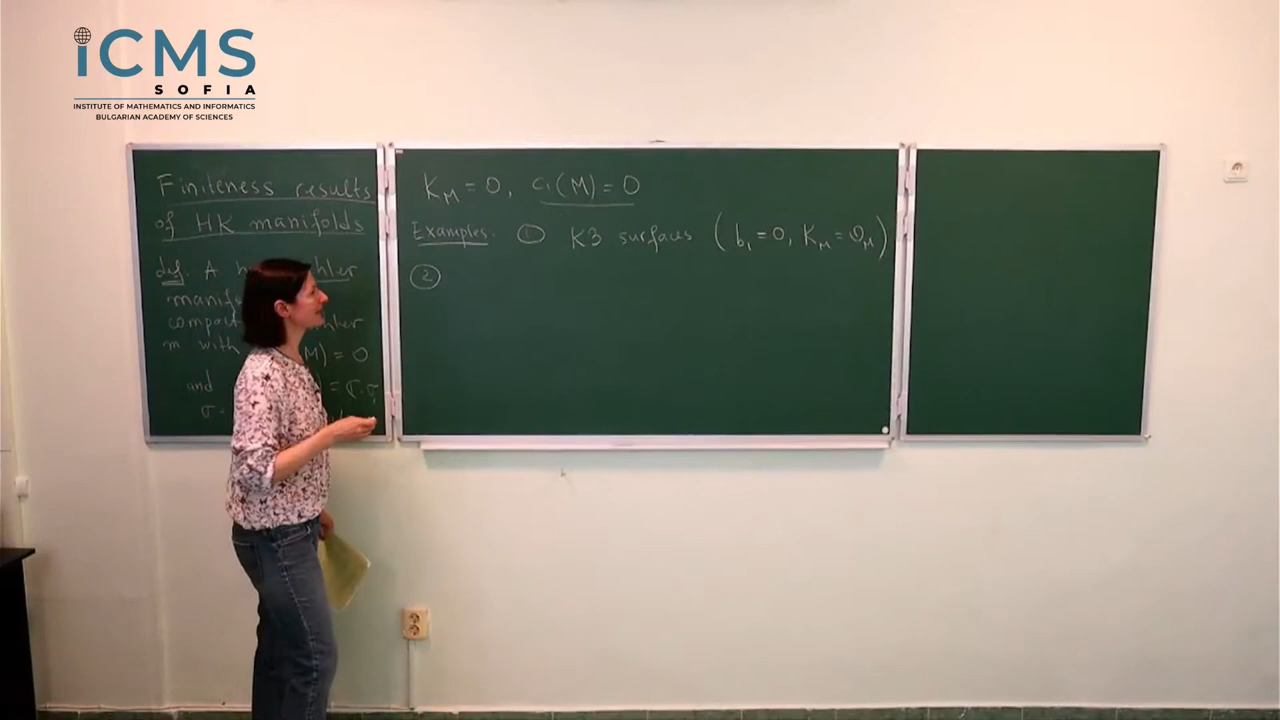 iCMS
SOFIA
INSTITUTE OF MATHEMATICS AND INFORMATICS
BULGARIAN ACADEMY OF SCIENCES
Finiteness results
of HK manifolds
def. A
compact
m with M) = 0
and = σ·σ,
σ
K_M = 0, c₁(M) = 0
Examples. ① K3 surfaces (b₁ = 0, K_M = O_M)
②